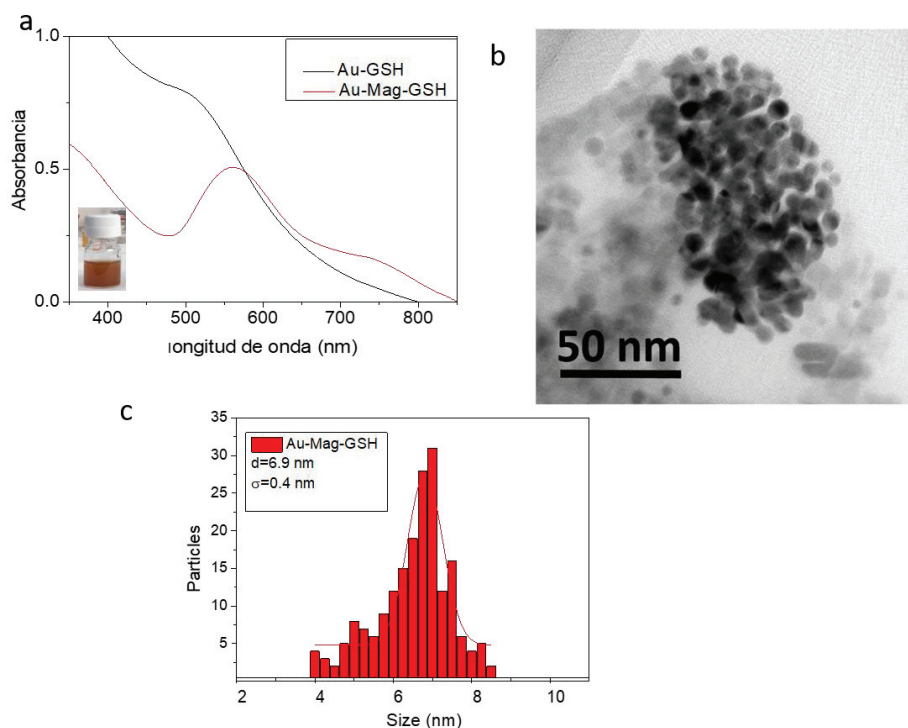 a
1.0
0.5
0.0
Absorbancia
Au-GSH
Au-Mag-GSH
400 500 600 700 800
longitud de onda (nm)
b
50 nm
c
35
30
25
20
15
10
5
Particles
Au-Mag-GSH
d=6.9 nm
σ=0.4 nm
2 4 6 8 10
Size (nm)